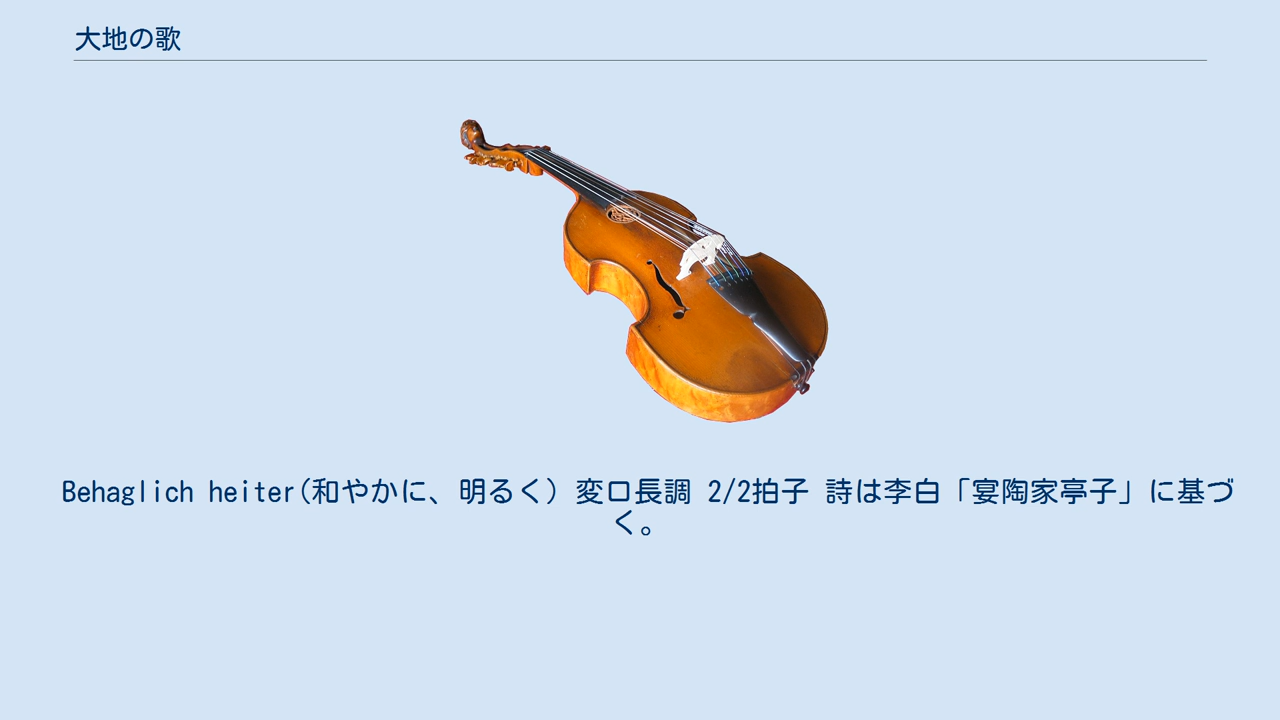 大地の歌
Behaglich heiter(和やかに、明るく) 変ロ長調 2/2拍子 詩は李白「宴陶家亭子」に基づ
く。